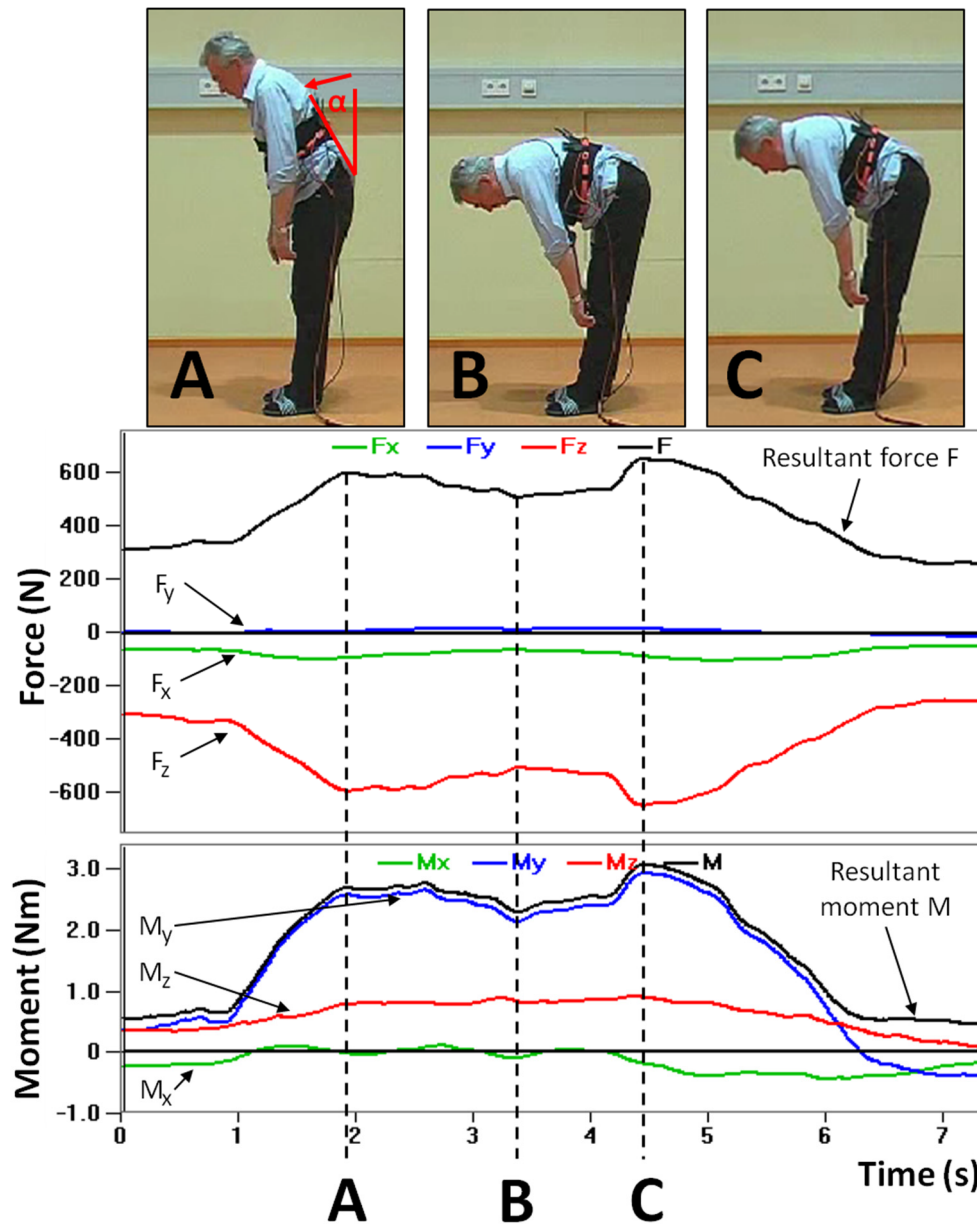 α
A
B
C
Fx Fy Fz F
Resultant force F
600
400
200
0
-200
-400
-600
Force (N)
Fy
Fx
Fz
Mx My Mz M
Resultant
moment M
3.0
2.0
1.0
0
-1.0
Moment (Nm)
My
Mz
Mx
0 1 2 3 4 5 6 7
Time (s)
A B C